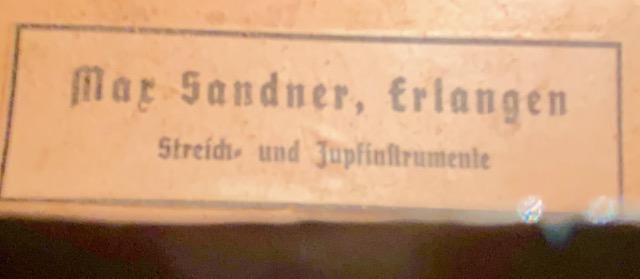 Max Sandner, Erlangen
Streich- und Zupfinstrumente